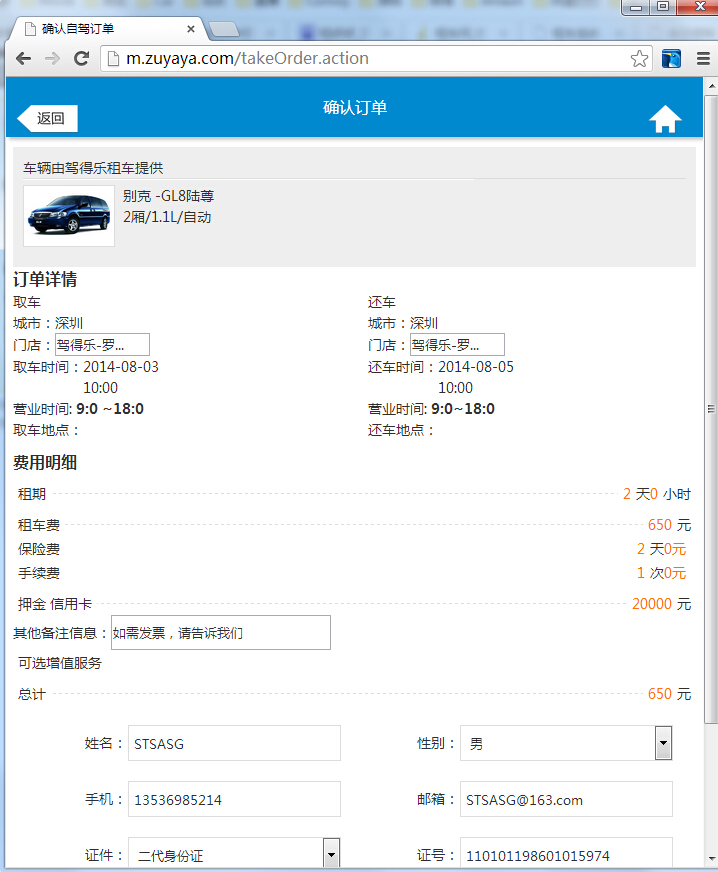 确认自驾订单
m.zuyaya.com/takeOrder.action
返回
确认订单
车辆由驾得乐租车提供
别克 -GL8陆尊
2厢/1.1L/自动
订单详情
取车 还车
城市：深圳 城市：深圳
门店：驾得乐-罗... 门店：驾得乐-罗...
取车时间：2014-08-03 还车时间：2014-08-05
10:00 10:00
营业时间: 9:0 ~18:0 营业时间: 9:0~18:0
取车地点： 还车地点：
费用明细
租期 2 天0 小时
租车费 650 元
保险费 2 天0元
手续费 1 次0元
押金 信用卡 20000 元
其他备注信息：如需发票，请告诉我们
可选增值服务
总计 650 元
姓名：STSASG 性别：男
手机：13536985214 邮箱：STSASG@163.com
证件：二代身份证 证号：110101198601015974